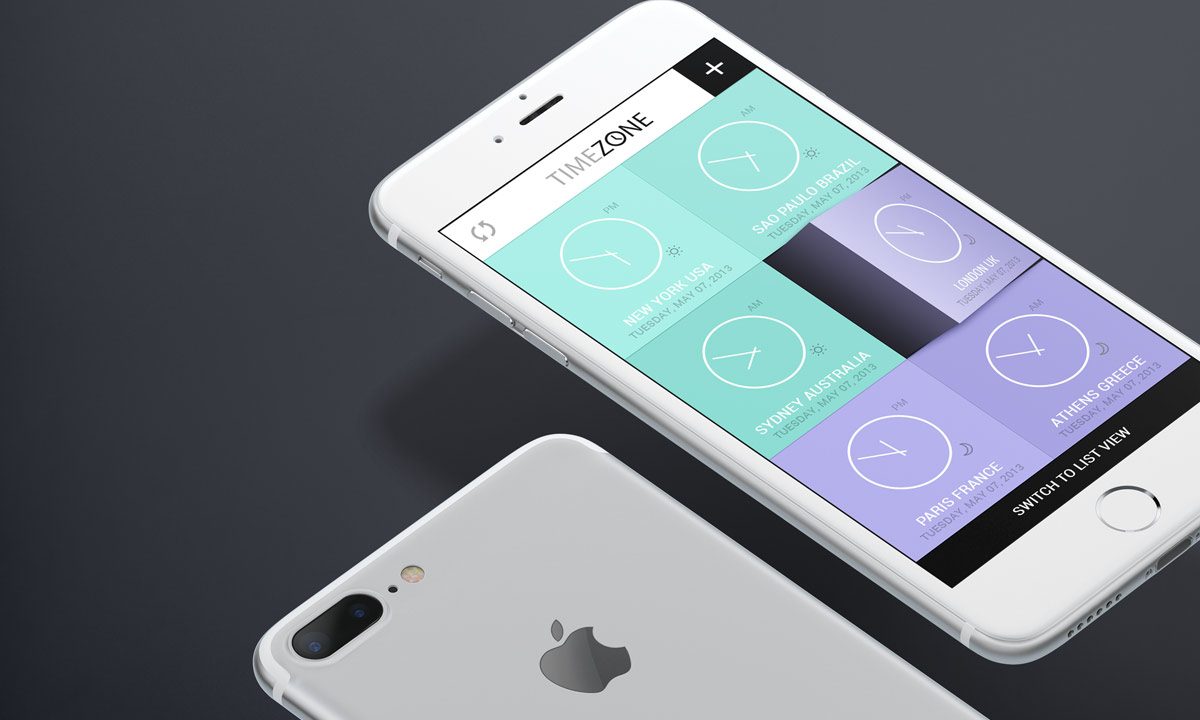 +
TIMEZONE
PM
NEW YORK USA
TUESDAY, MAY 07, 2013
AM
SAO PAULO BRAZIL
TUESDAY, MAY 07, 2013
AM
SYDNEY AUSTRALIA
TUESDAY, MAY 07, 2013
PM
LONDON UK
TUESDAY, MAY 07, 2013
PM
PARIS FRANCE
TUESDAY, MAY 07, 2013
AM
ATHENS GREECE
TUESDAY, MAY 07, 2013
SWITCH TO LIST VIEW